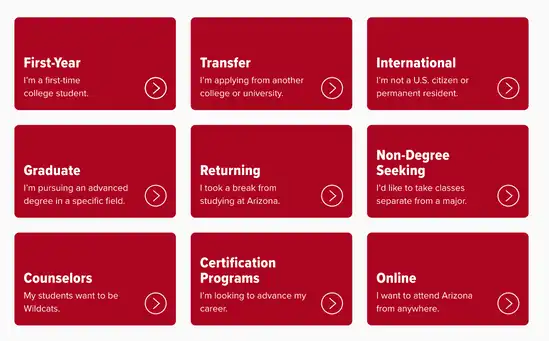 First-Year
I'm a first-time
college student.
Transfer
I'm applying from another
college or university.
International
I'm not a U.S. citizen or
permanent resident.
Graduate
I'm pursuing an advanced
degree in a specific field.
Returning
I took a break from
studying at Arizona.
Non-Degree
Seeking
I'd like to take classes
separate from a major.
Counselors
My students want to be
Wildcats.
Certification
Programs
I'm looking to advance my
career.
Online
I want to attend Arizona
from anywhere.